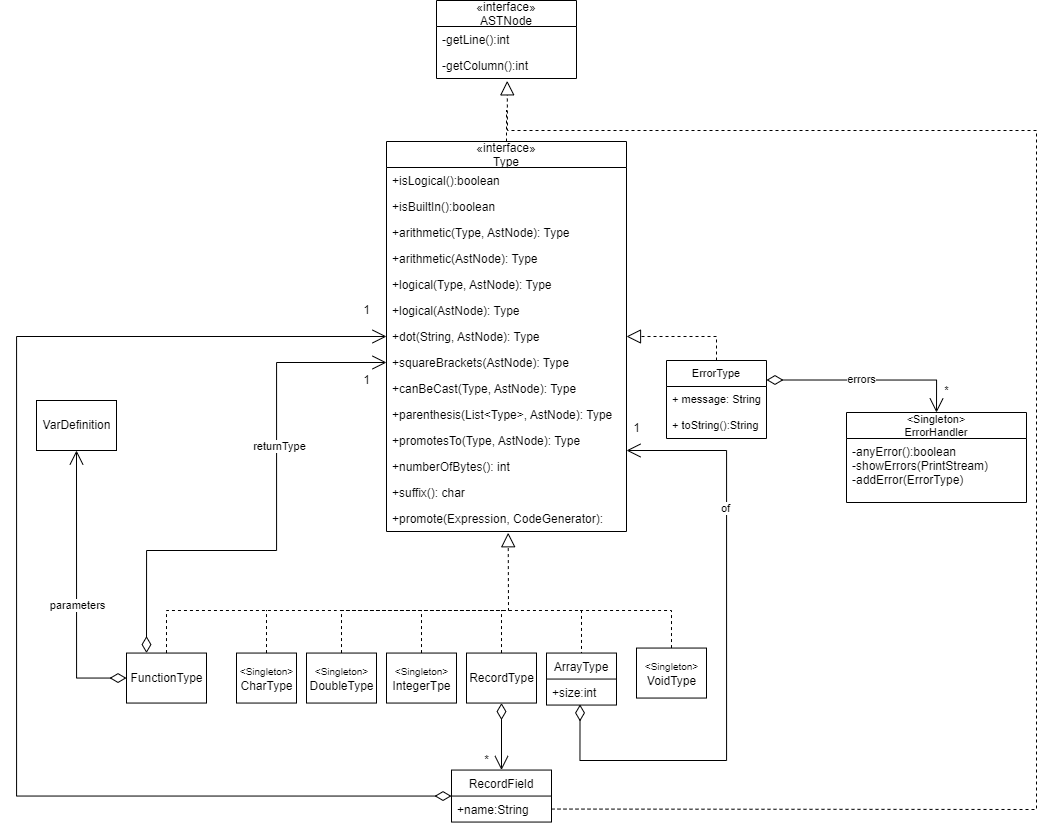 «interface»
ASTNode
-getLine():int
-getColumn():int
«interface»
Type
+isLogical():boolean
+isBuiltIn():boolean
+arithmetic(Type, AstNode): Type
+arithmetic(AstNode): Type
+logical(Type, AstNode): Type
+logical(AstNode): Type
+dot(String, AstNode): Type
+squareBrackets(AstNode): Type
+canBeCast(Type, AstNode): Type
+parenthesis(List<Type>, AstNode): Type
+promotesTo(Type, AstNode): Type
+numberOfBytes(): int
+suffix(): char
+promote(Expression, CodeGenerator):
1
1
1
ErrorType
+ message: String
+ toString():String
errors
*
<Singleton>
ErrorHandler
-anyError():boolean
-showErrors(PrintStream)
-addError(ErrorType)
VarDefinition
returnType
of
parameters
FunctionType
<Singleton>
CharType
<Singleton>
DoubleType
<Singleton>
IntegerTpe
RecordType
ArrayType
+size:int
<Singleton>
VoidType
*
RecordField
+name:String